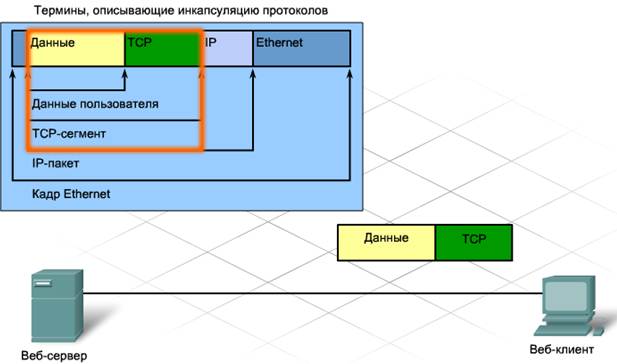 Термины, описывающие инкапсуляцию протоколов
Данные TCP IP Ethernet
Данные пользователя
TCP-сегмент
IP-пакет
Кадр Ethernet
Данные TCP
Веб-сервер
Веб-клиент